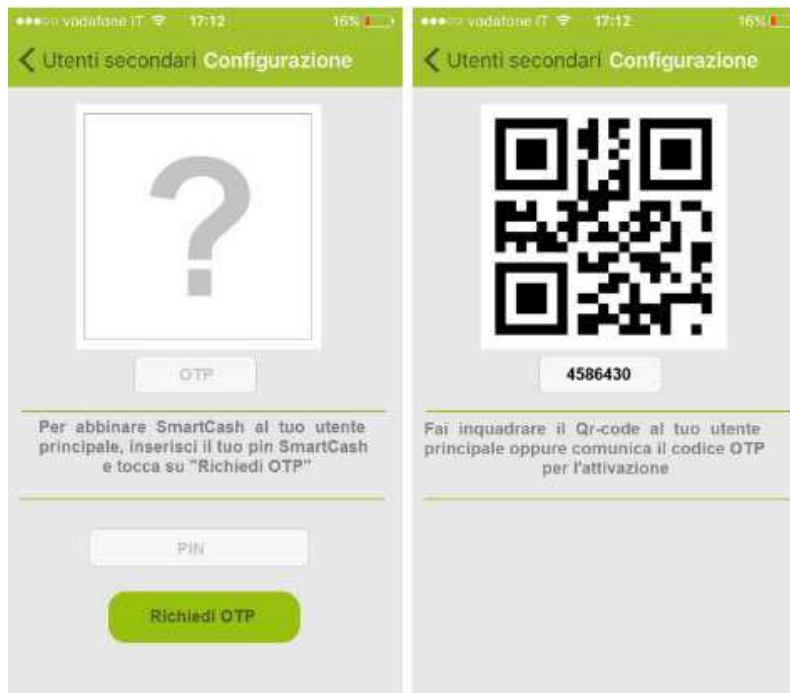 vodafone IT 17:12 16%
Utenti secondari Configurazione
?
OTP
Per abbinare SmartCash al tuo utente
principale, inserisci il tuo pin SmartCash
e tocca su "Richiedi OTP"
PIN
Richiedi OTP
vodafone IT 17:12 16%
Utenti secondari Configurazione
4586430
Fai inquadrare il Qr-code al tuo utente
principale oppure comunica il codice OTP
per l'attivazione